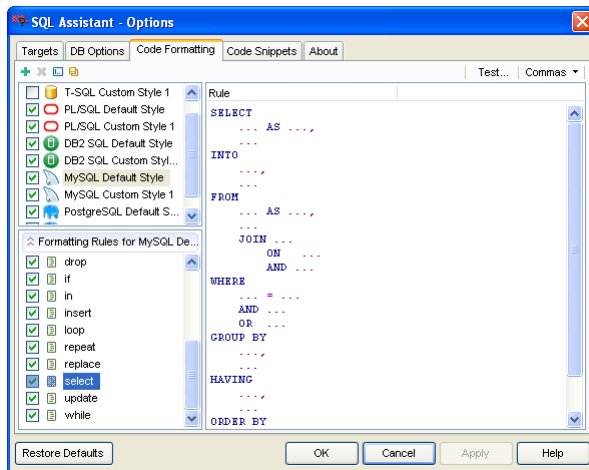 SQL Assistant - Options
Targets DB Options Code Formatting Code Snippets About
Test... Commas
T-SQL Custom Style 1
PL/SQL Default Style
PL/SQL Custom Style 1
DB2 SQL Default Style
DB2 SQL Custom Styl...
MySQL Default Style
MySQL Custom Style 1
PostgreSQL Default S...
Formatting Rules for MySQL De...
drop
if
in
insert
loop
repeat
replace
select
update
while
Rule
SELECT
... AS ...,
...
INTO
...,
...
FROM
... AS ...,
...
JOIN ...
ON ...
AND ...
WHERE
... = ...
AND ...
OR ...
GROUP BY
...,
...
HAVING
...,
...
ORDER BY
Restore Defaults OK Cancel Apply Help